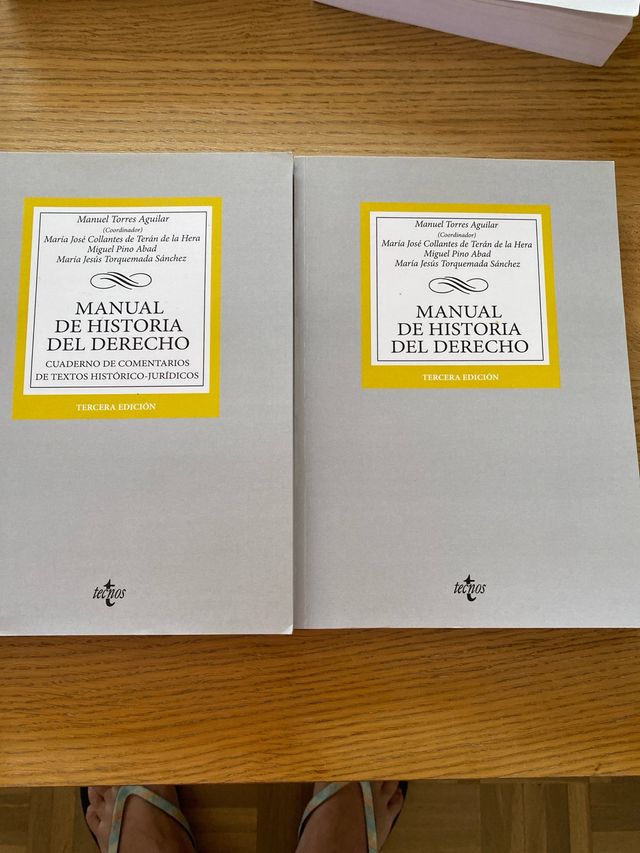 Manuel Torres Aguilar
(Coordinador)
María José Collantes de Terán de la Hera
Miguel Pino Abad
María Jesús Torquemada Sánchez
MANUAL
DE HISTORIA
DEL DERECHO
CUADERNO DE COMENTARIOS
DE TEXTOS HISTÓRICO-JURÍDICOS
TERCERA EDICIÓN
tecnos
Manuel Torres Aguilar
(Coordinador)
María José Collantes de Terán de la Hera
Miguel Pino Abad
María Jesús Torquemada Sánchez
MANUAL
DE HISTORIA
DEL DERECHO
TERCERA EDICIÓN
tecnos